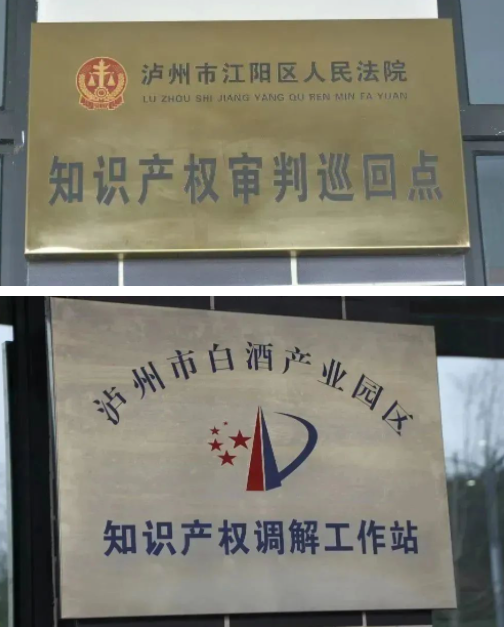 泸州市江阳区人民法院
LU ZHOU SHI JIANG YANG QU REN MIN FA YUAN
知识产权审判巡回点
泸州市白酒产业园区
知识产权调解工作站